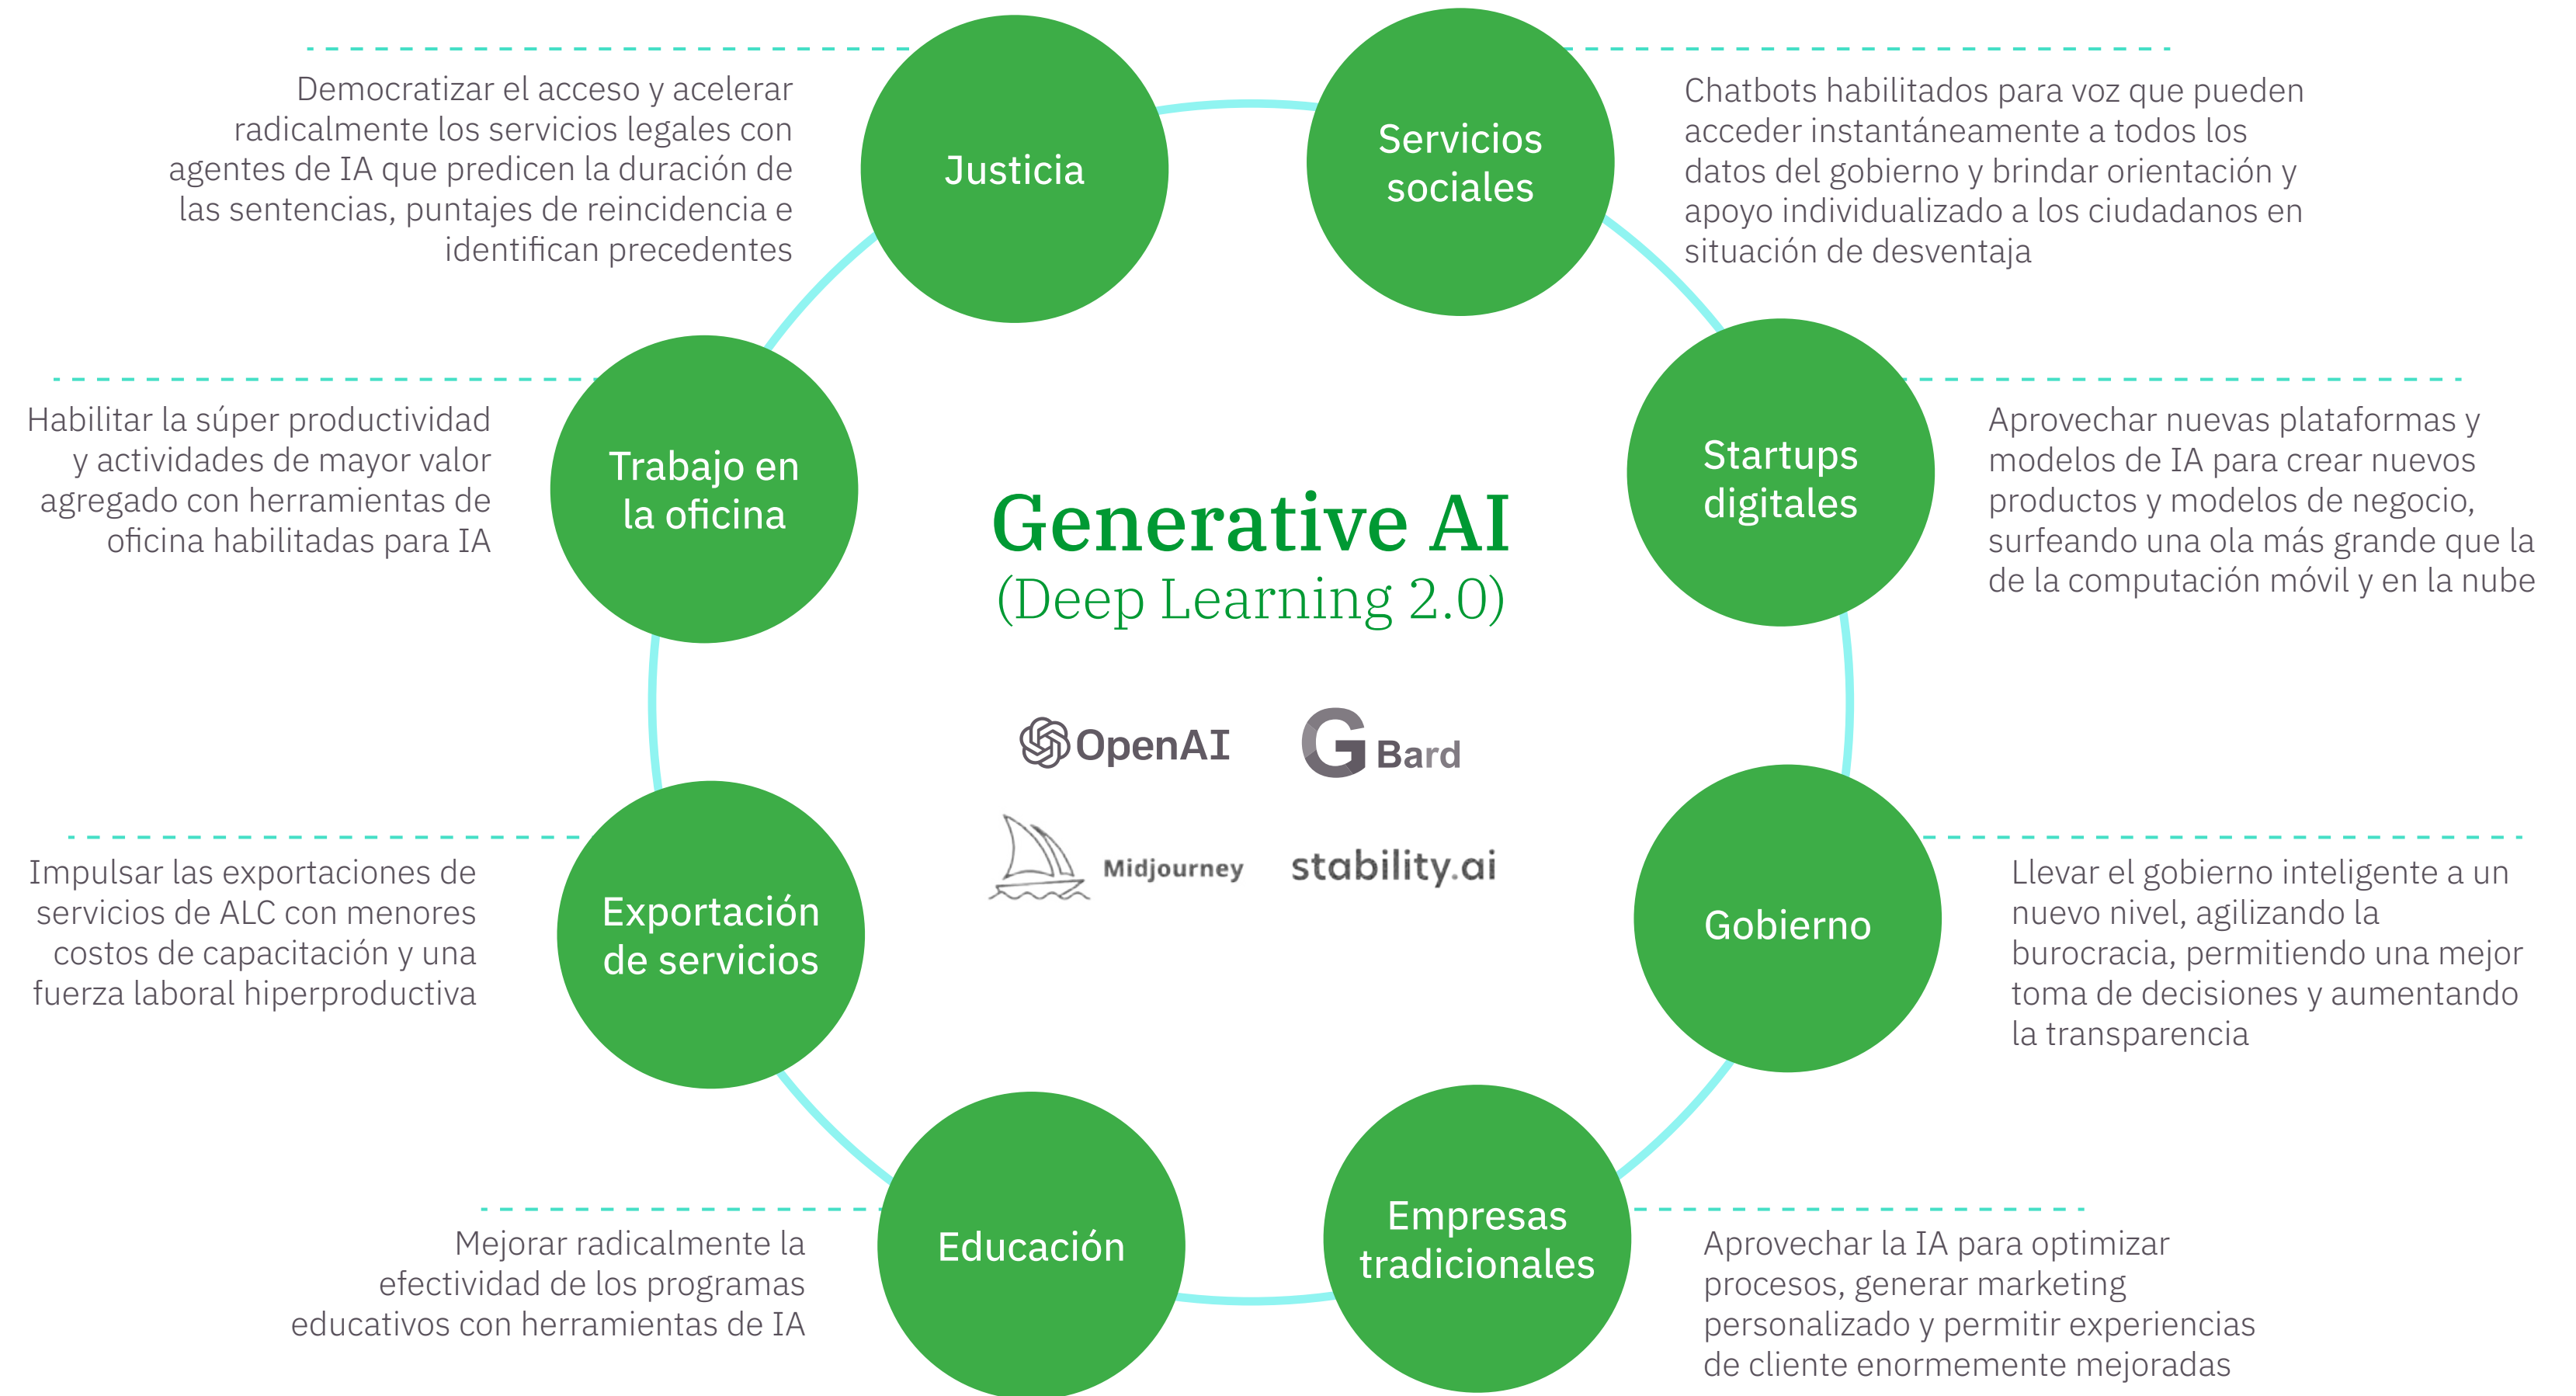 Justicia
Democratizar el acceso y acelerar
radicalmente los servicios legales con
agentes de IA que predicen la duración de
las sentencias, puntajes de reincidencia e
identifican precedentes
Servicios
sociales
Chatbots habilitados para voz que pueden
acceder instantáneamente a todos los
datos del gobierno y brindar orientación y
apoyo individualizado a los ciudadanos en
situación de desventaja
Trabajo en
la oficina
Habilitar la súper productividad
y actividades de mayor valor
agregado con herramientas de
oficina habilitadas para IA
Startups
digitales
Aprovechar nuevas plataformas y
modelos de IA para crear nuevos
productos y modelos de negocio,
surfeando una ola más grande que la
de la computación móvil y en la nube
Generative AI
(Deep Learning 2.0)
OpenAI
G Bard
Midjourney
stability.ai
Exportación
de servicios
Impulsar las exportaciones de
servicios de ALC con menores
costos de capacitación y una
fuerza laboral hiperproductiva
Gobierno
Llevar el gobierno inteligente a un
nuevo nivel, agilizando la
burocracia, permitiendo una mejor
toma de decisiones y aumentando
la transparencia
Educación
Mejorar radicalmente la
efectividad de los programas
educativos con herramientas de IA
Empresas
tradicionales
Aprovechar la IA para optimizar
procesos, generar marketing
personalizado y permitir experiencias
de cliente enormemente mejoradas